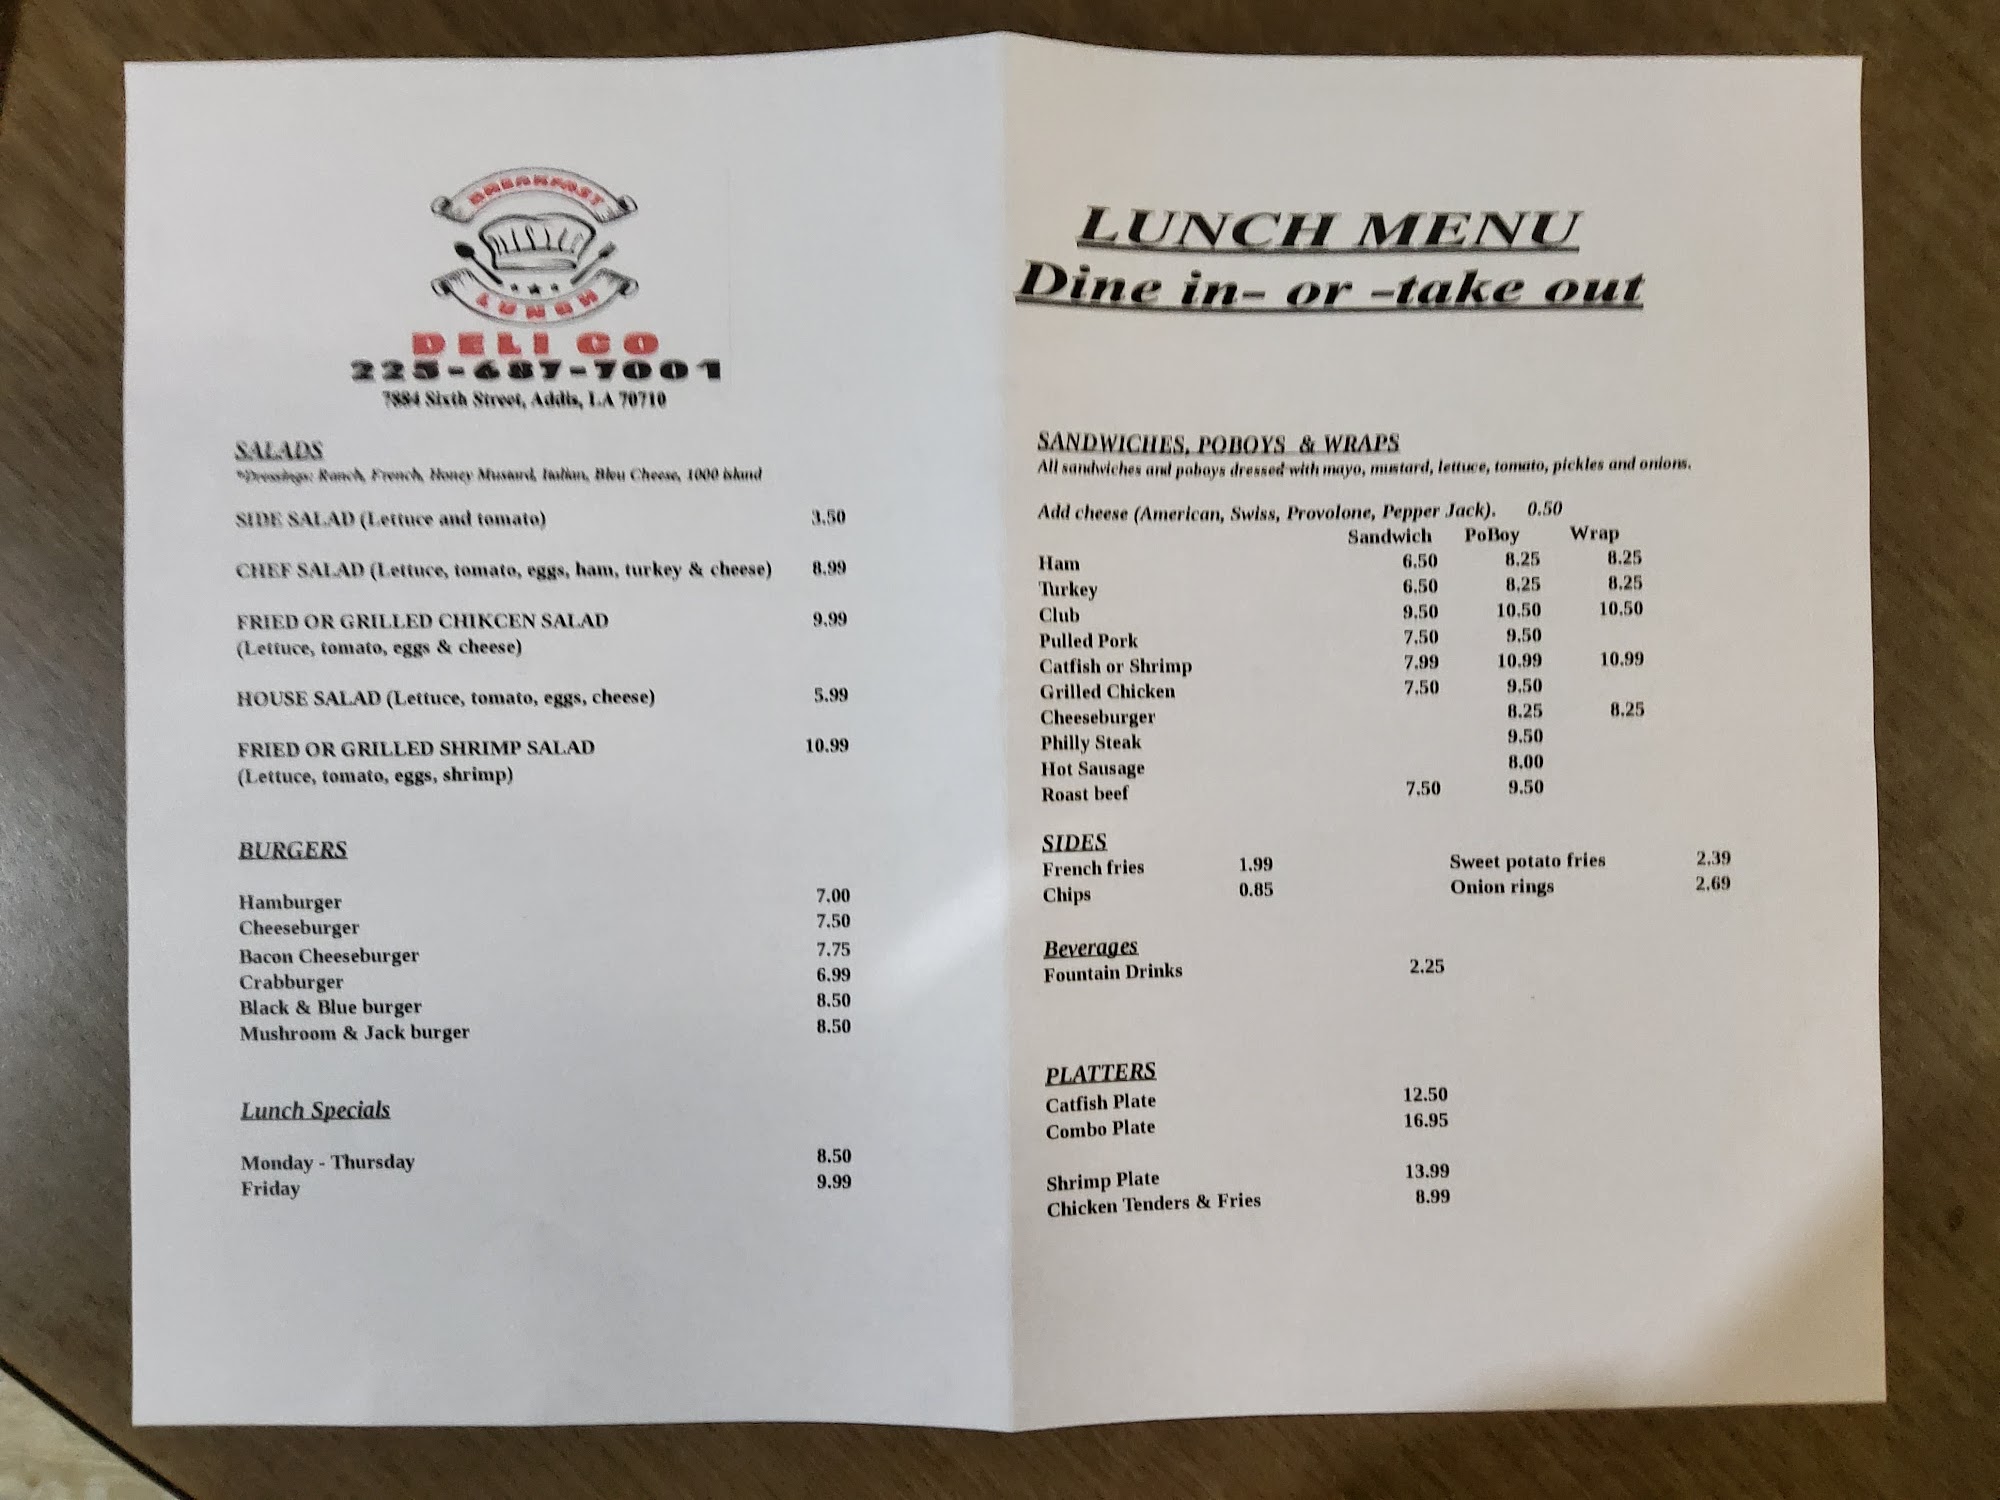 BREAKFAST
LUNCH
DELI CO
225-687-7001
7884 Sixth Street, Addis, LA 70710
SALADS
*Dressings: Ranch, French, Honey Mustard, Italian, Bleu Cheese, 1000 island
SIDE SALAD (Lettuce and tomato) 3.50
CHEF SALAD (Lettuce, tomato, eggs, ham, turkey & cheese) 8.99
FRIED OR GRILLED CHIKCEN SALAD 9.99
(Lettuce, tomato, eggs & cheese)
HOUSE SALAD (Lettuce, tomato, eggs, cheese) 5.99
FRIED OR GRILLED SHRIMP SALAD 10.99
(Lettuce, tomato, eggs, shrimp)
BURGERS
Hamburger 7.00
Cheeseburger 7.50
Bacon Cheeseburger 7.75
Crabburger 6.99
Black & Blue burger 8.50
Mushroom & Jack burger 8.50
Lunch Specials
Monday - Thursday 8.50
Friday 9.99
LUNCH MENU
Dine in- or -take out
SANDWICHES, POBOYS & WRAPS
All sandwiches and poboys dressed with mayo, mustard, lettuce, tomato, pickles and onions.
Add cheese (American, Swiss, Provolone, Pepper Jack). 0.50
Sandwich PoBoy Wrap
Ham 6.50 8.25 8.25
Turkey 6.50 8.25 8.25
Club 9.50 10.50 10.50
Pulled Pork 7.50 9.50
Catfish or Shrimp 7.99 10.99 10.99
Grilled Chicken 7.50 9.50
Cheeseburger 8.25 8.25
Philly Steak 9.50
Hot Sausage 8.00
Roast beef 7.50 9.50
SIDES
French fries 1.99 Sweet potato fries 2.39
Chips 0.85 Onion rings 2.69
Beverages
Fountain Drinks 2.25
PLATTERS
Catfish Plate 12.50
Combo Plate 16.95
Shrimp Plate 13.99
Chicken Tenders & Fries 8.99